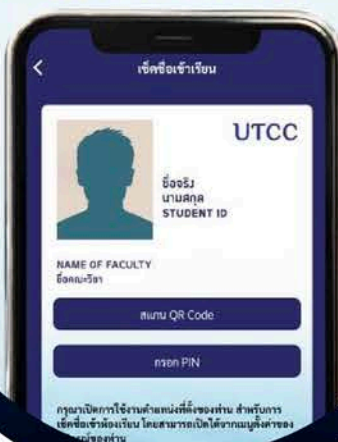 เช็คชื่อเข้าเรียน
UTCC
ชื่อจริง
นามสกุล
STUDENT ID
NAME OF FACULTY
ชื่อคณะวิชา
สแกน QR Code
กรอก PIN
กรุณาเปิดการใช้งานตำแหน่งที่ตั้งของท่าน สำหรับการ
เช็คชื่อเข้าห้องเรียน โดยสามารถเปิดได้จากเมนูตั้งค่าของ
ของท่าน